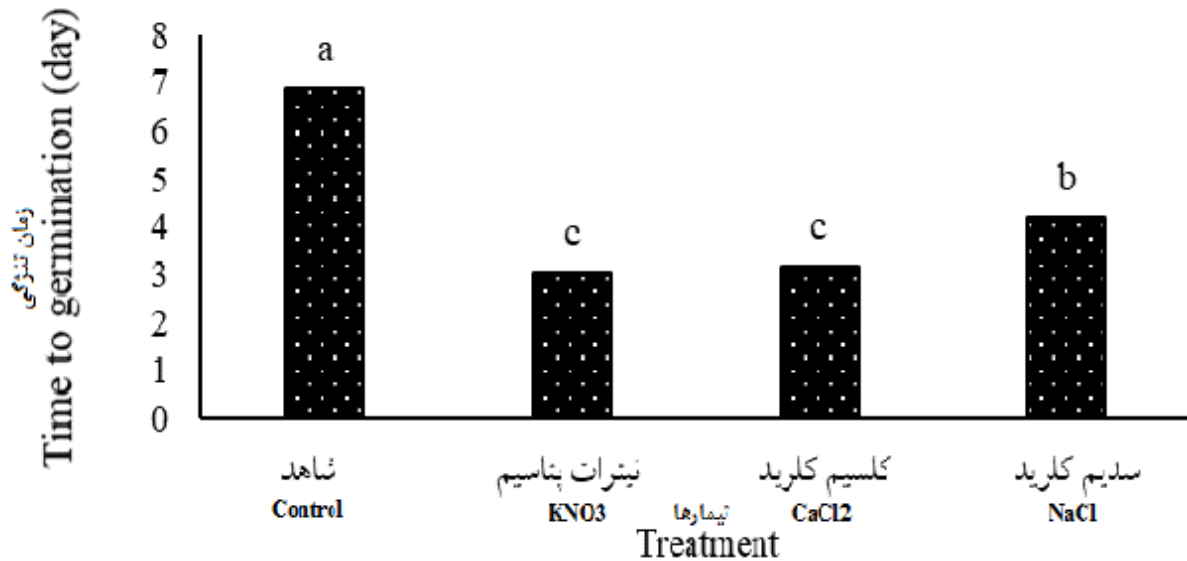 زمان تنژگی
Time to germination (day)
8
7
6
5
4
3
2
1
0
a
c
c
b
شاهد
Control
نیترات پتاسیم
KNO3
کلسیم کلرید
CaCl2
سدیم کلرید
NaCl
تیمارها
Treatment